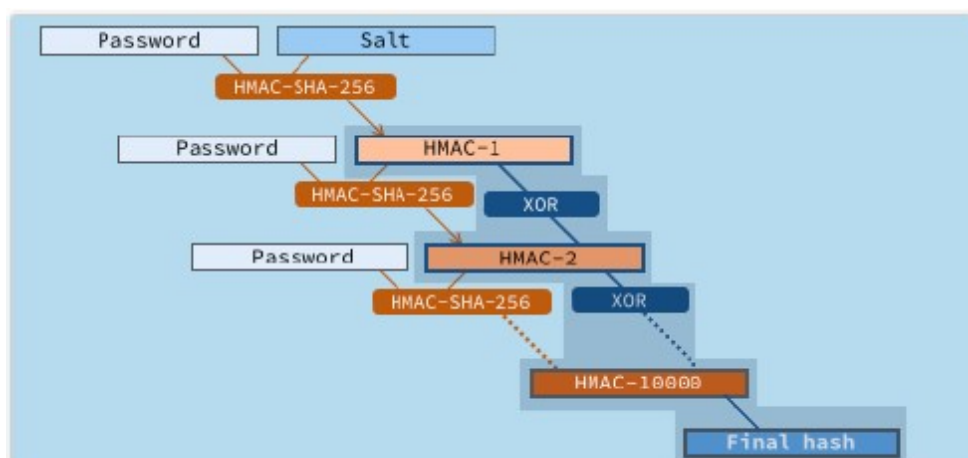 Password Salt
HMAC-SHA-256
Password HMAC-1
HMAC-SHA-256 XOR
Password HMAC-2
HMAC-SHA-256 XOR
HMAC-10000
Final hash